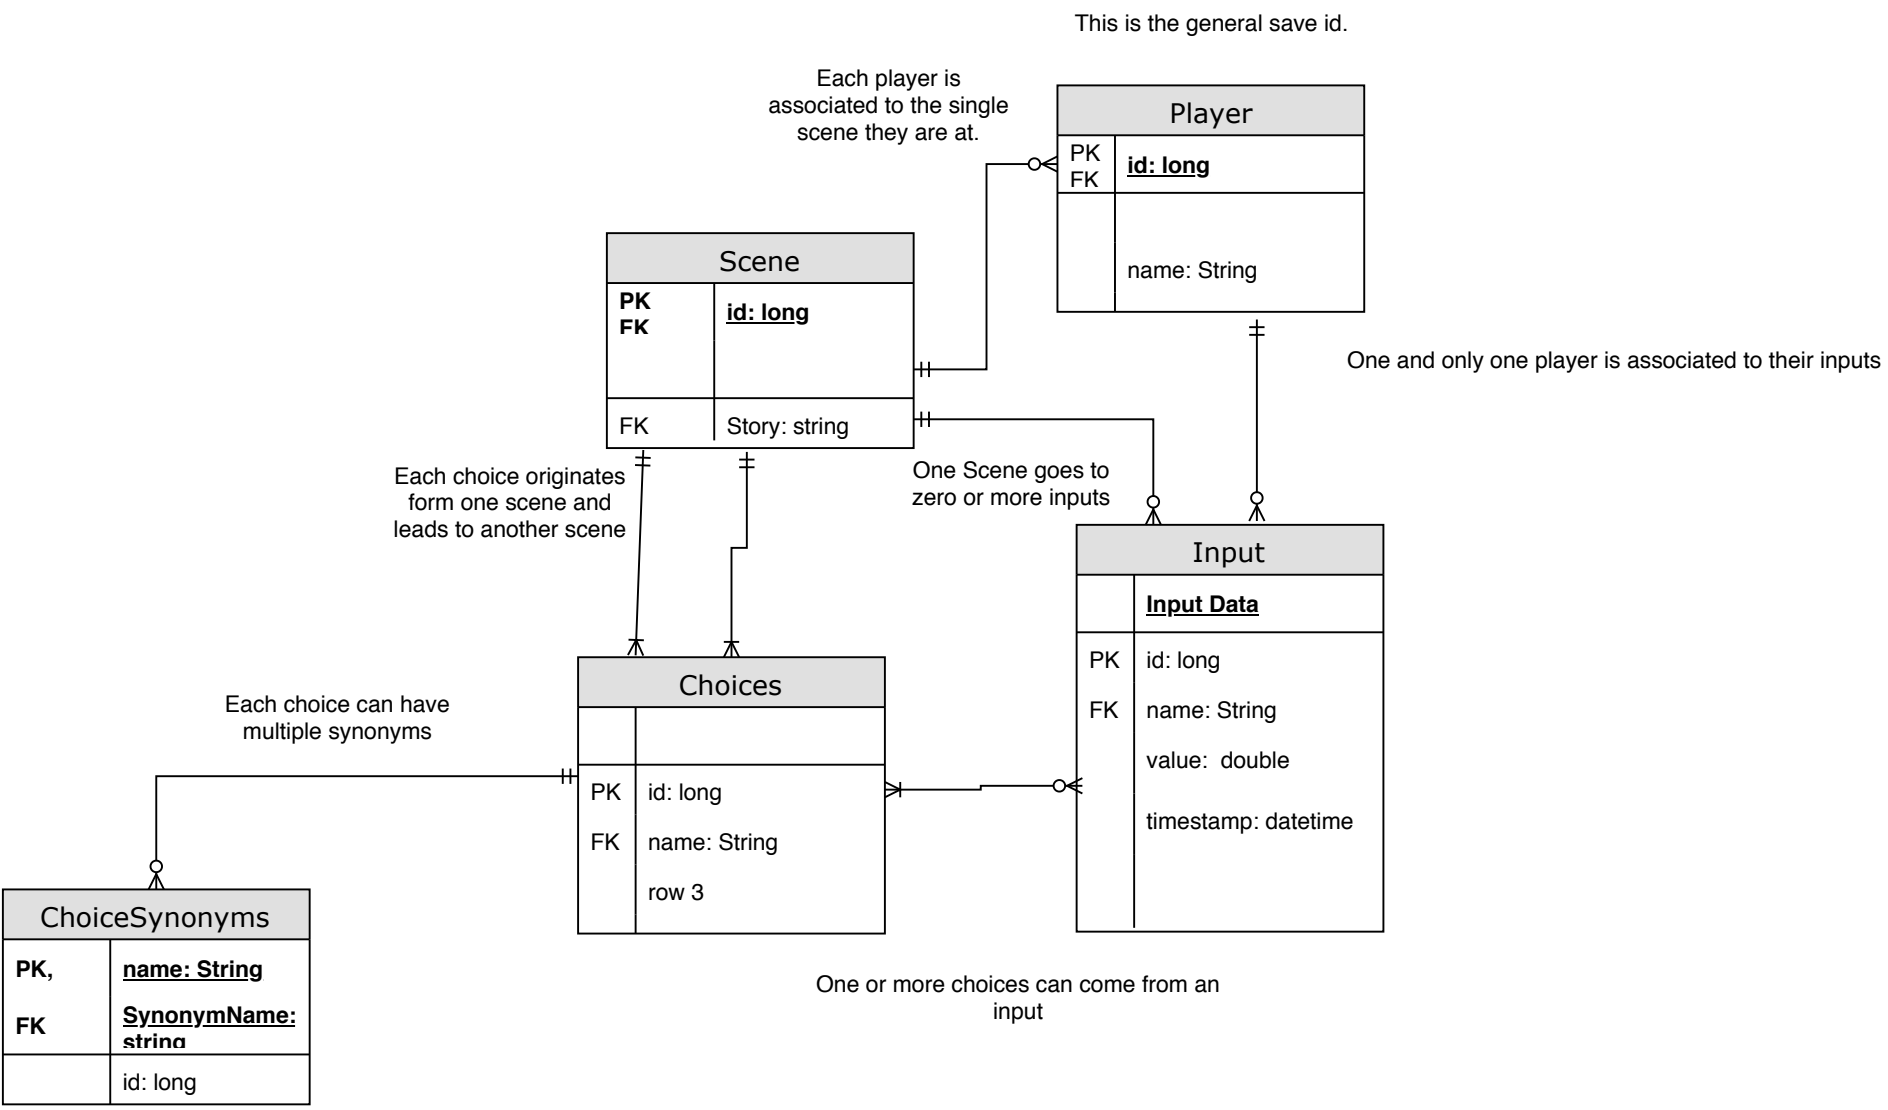 This is the general save id.
Each player is
associated to the single
scene they are at.
Player
PK
FK
id: long
name: String
Scene
PK
FK
id: long
FK
Story: string
One and only one player is associated to their inputs
Each choice originates
form one scene and
leads to another scene
One Scene goes to
zero or more inputs
Input
Input Data
PK
id: long
FK
name: String
value: double
timestamp: datetime
Choices
PK
id: long
FK
name: String
row 3
Each choice can have
multiple synonyms
ChoiceSynonyms
PK,
name: String
FK
SynonymName:
string
id: long
One or more choices can come from an
input